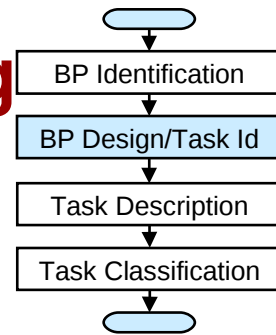 g
BP Identification
BP Design/Task Id
Task Description
Task Classification